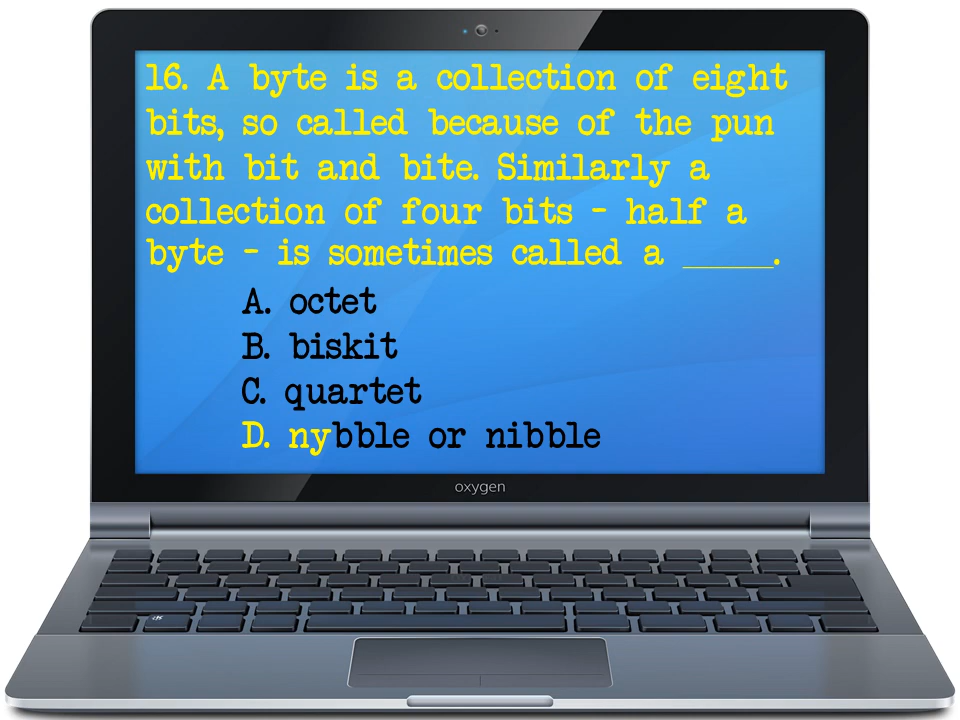 16. A byte is a collection of eight
bits, so called because of the pun
with bit and bite. Similarly a
collection of four bits - half a
byte - is sometimes called a _____.
A. octet
B. biskit
C. quartet
D. nybble or nibble
oxygen